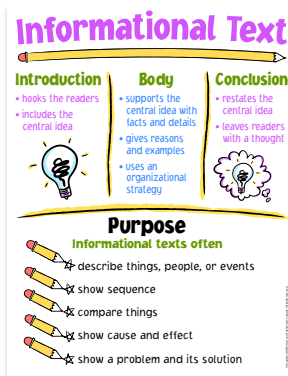 Informational Text
Introduction
• hooks the readers
• includes the
central idea
Body
• supports the
central idea with
facts and details
• gives reasons
and examples
• uses an
organizational
strategy
Conclusion
• restates the
central idea
• leaves readers
with a thought
Purpose
Informational texts often
describe things, people, or events
show sequence
compare things
show cause and effect
show a problem and its solution